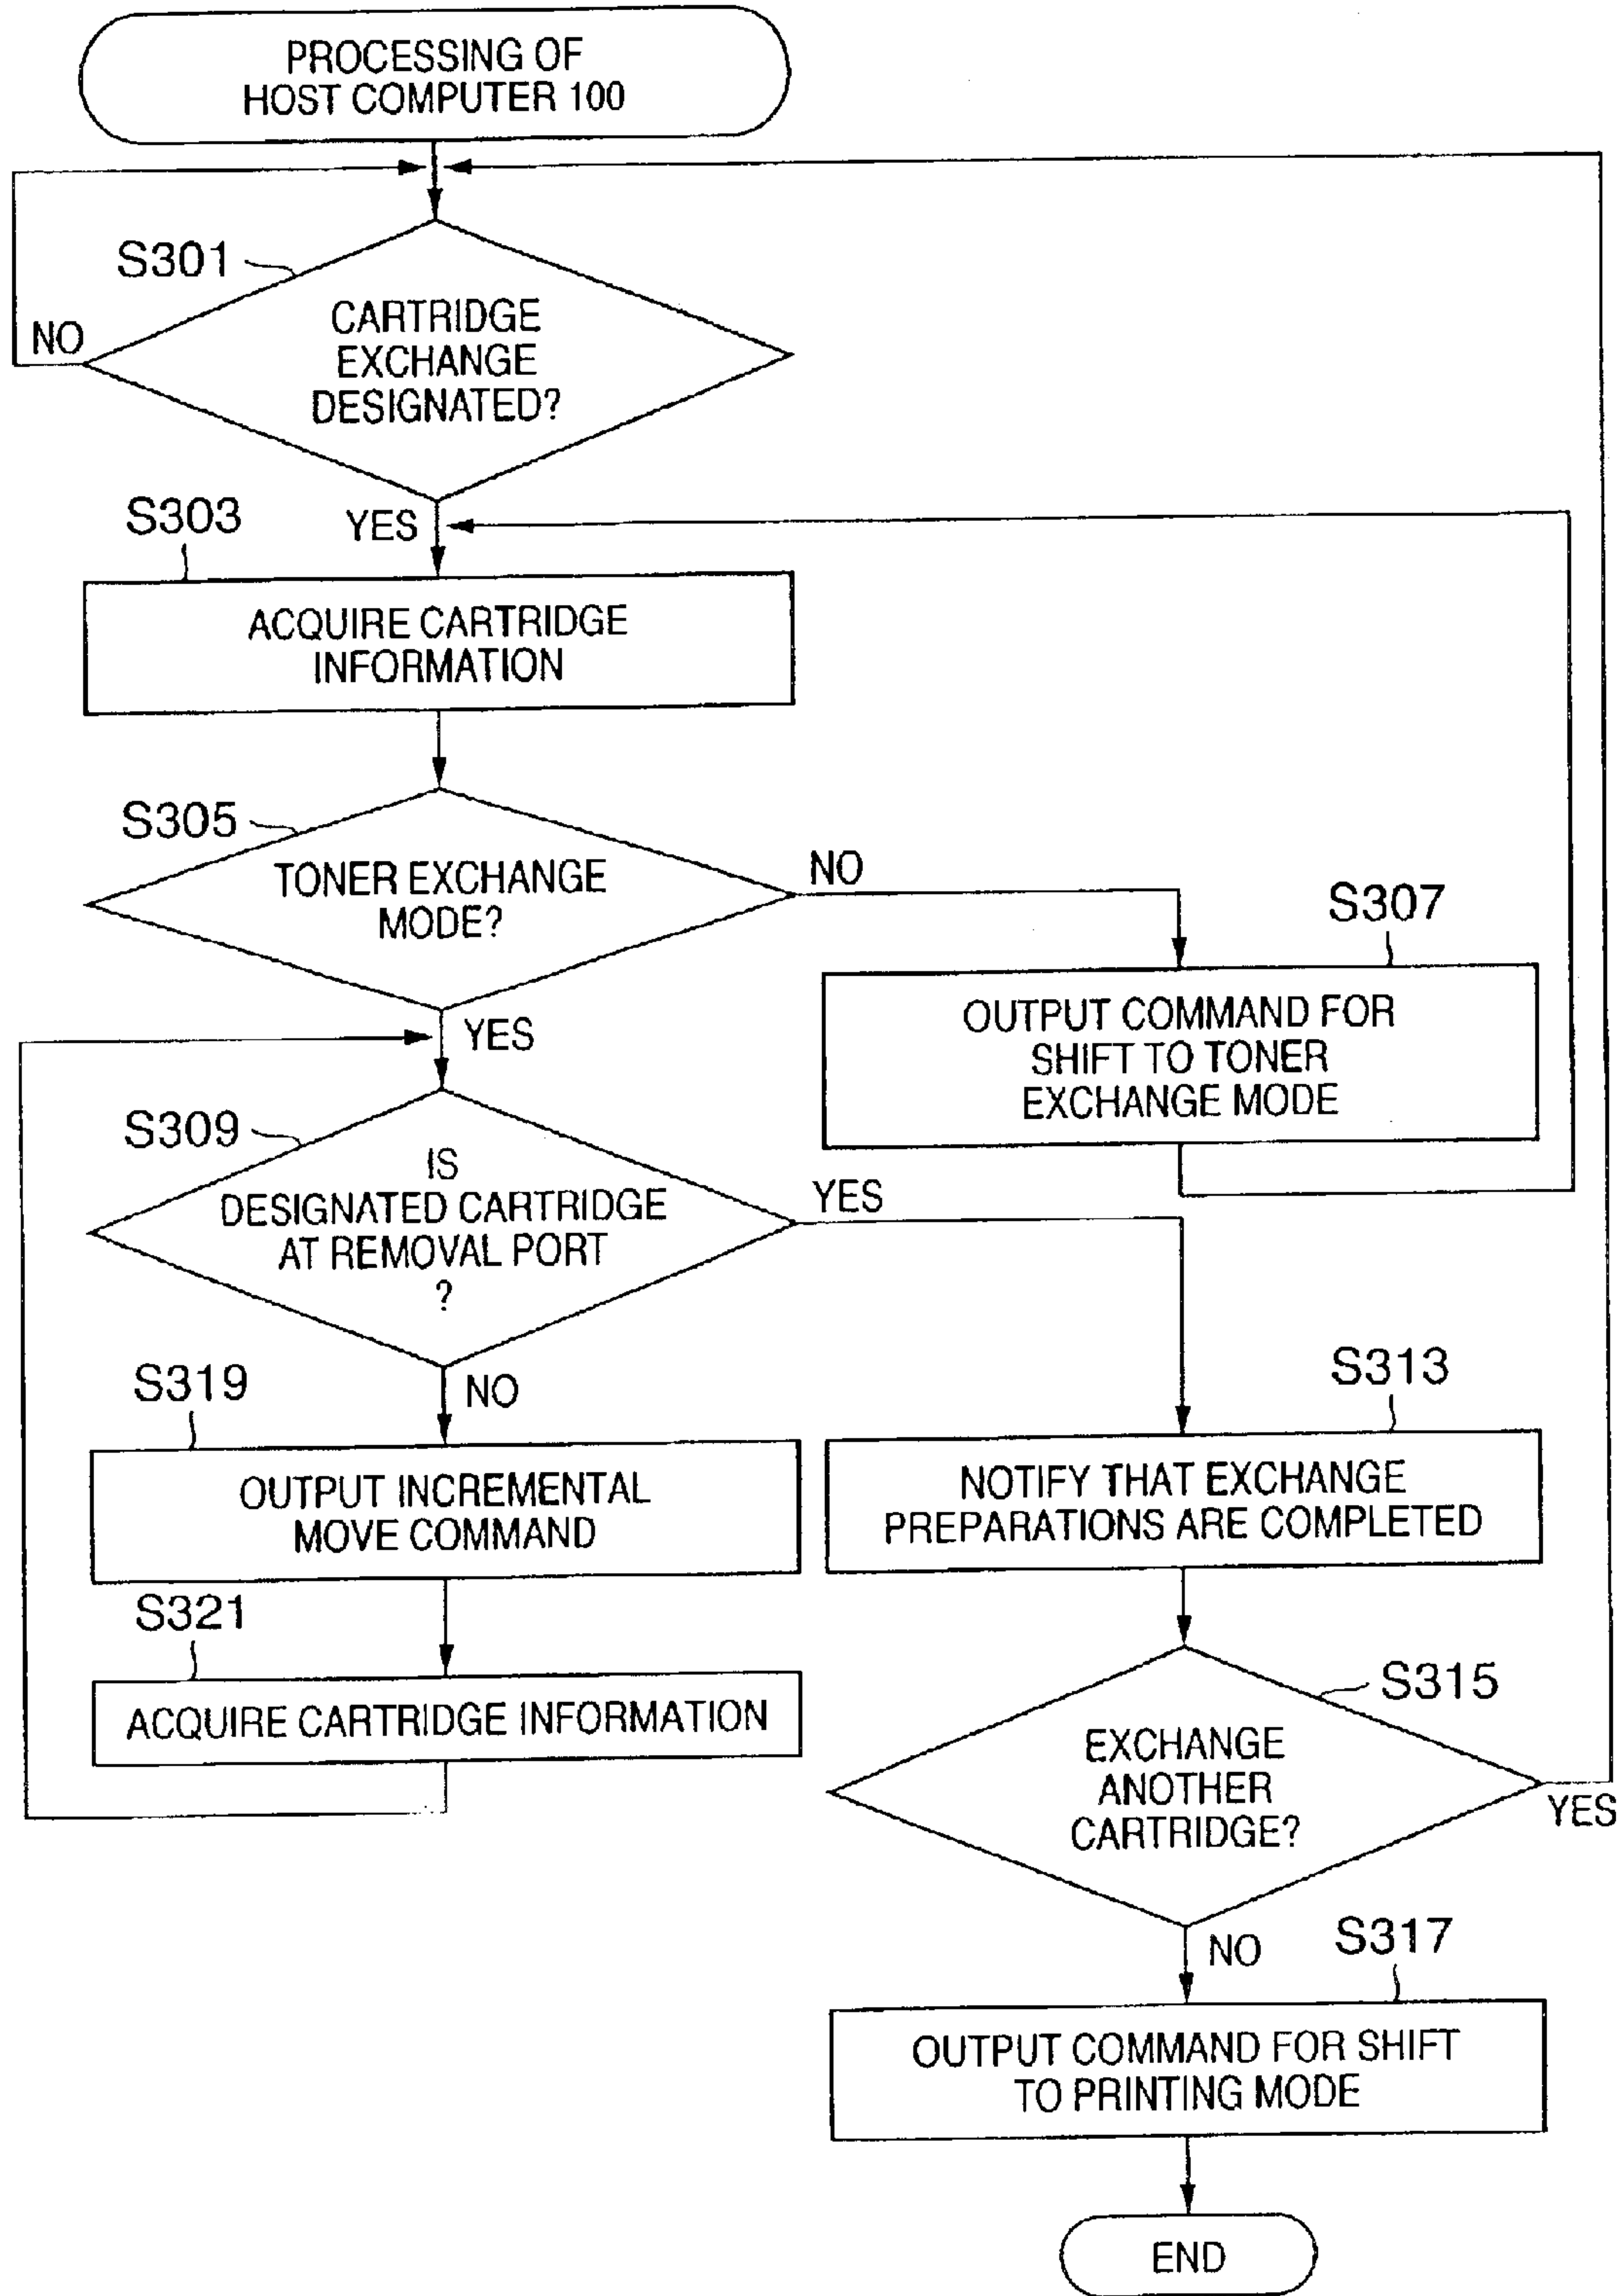 PROCESSING OF
HOST COMPUTER 100
S301
CARTRIDGE
EXCHANGE
DESIGNATED?
NO
YES
S303
ACQUIRE CARTRIDGE
INFORMATION
S305
TONER EXCHANGE
MODE?
NO
YES
S307
OUTPUT COMMAND FOR
SHIFT TO TONER
EXCHANGE MODE
S309
IS
DESIGNATED CARTRIDGE
AT REMOVAL PORT
?
YES
NO
S319
OUTPUT INCREMENTAL
MOVE COMMAND
S321
ACQUIRE CARTRIDGE INFORMATION
S313
NOTIFY THAT EXCHANGE
PREPARATIONS ARE COMPLETED
S315
EXCHANGE
ANOTHER
CARTRIDGE?
YES
NO
S317
OUTPUT COMMAND FOR SHIFT
TO PRINTING MODE
END